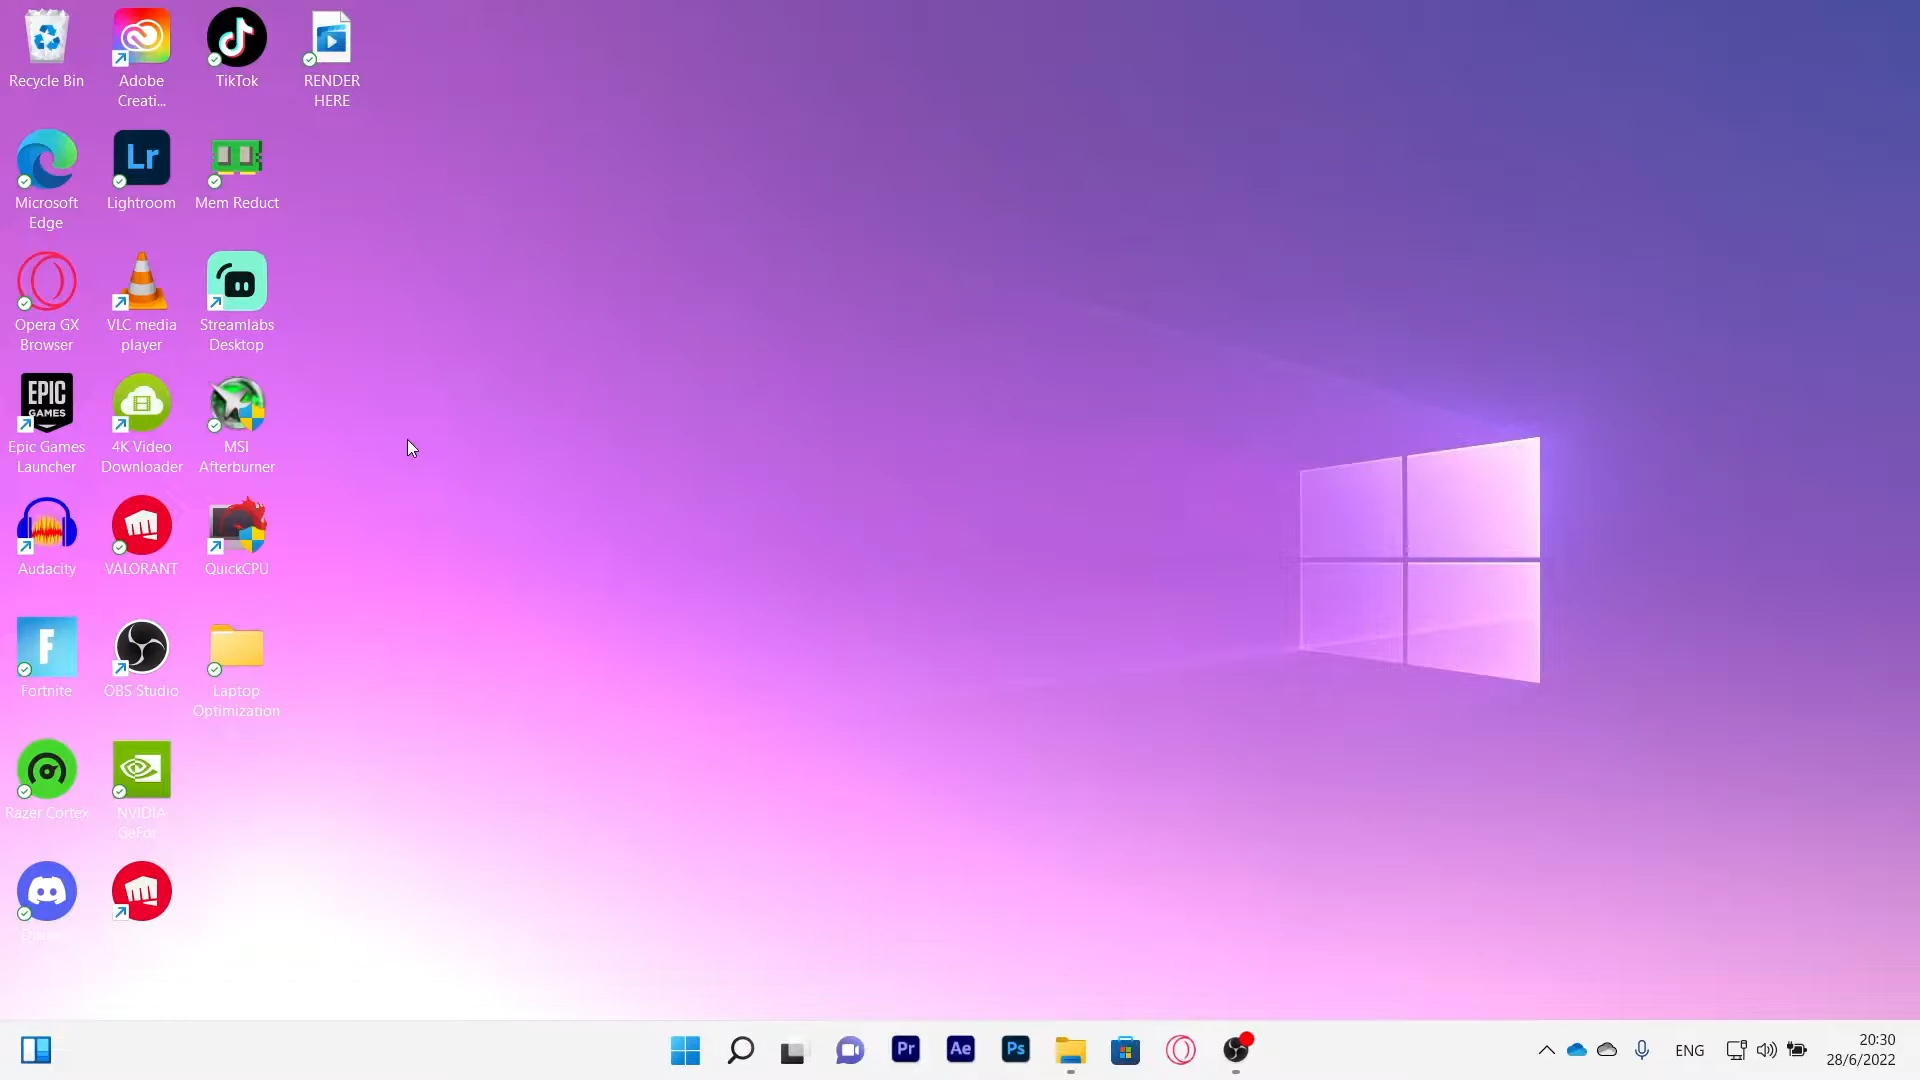 Recycle Bin
Adobe
Creati...
TikTok
RENDER
HERE
Microsoft
Edge
Lr
Lightroom
Mem Reduct
Opera GX
Browser
VLC media
player
Streamlabs
Desktop
EPIC
GAMES
Epic Games
Launcher
4K Video
Downloader
MSI
Afterburner
Audacity
VALORANT
QuickCPU
F
Fortnite
OBS Studio
Laptop
Optimization
Razer Cortex
NVIDIA
GeFor...
Pr
Ae
Ps
ENG
20:30
28/6/2022